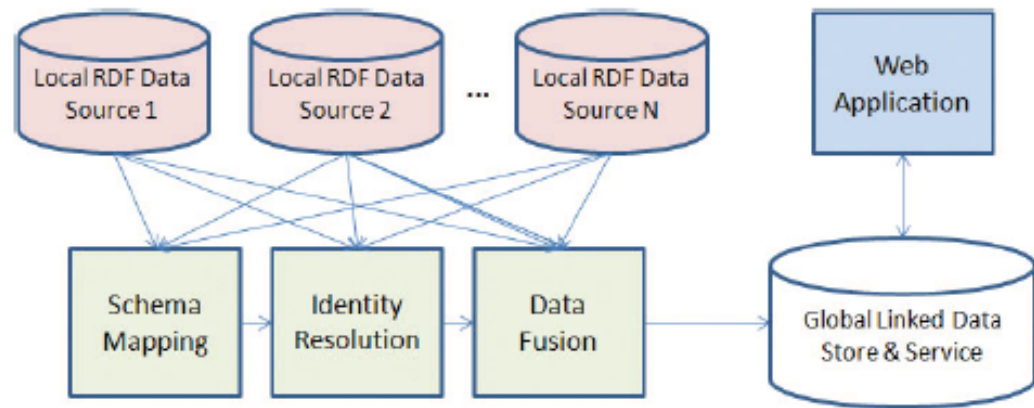 Local RDF Data
Source 1
Local RDF Data
Source 2
...
Local RDF Data
Source N
Web
Application
Schema
Mapping
Identity
Resolution
Data
Fusion
Global Linked Data
Store & Service